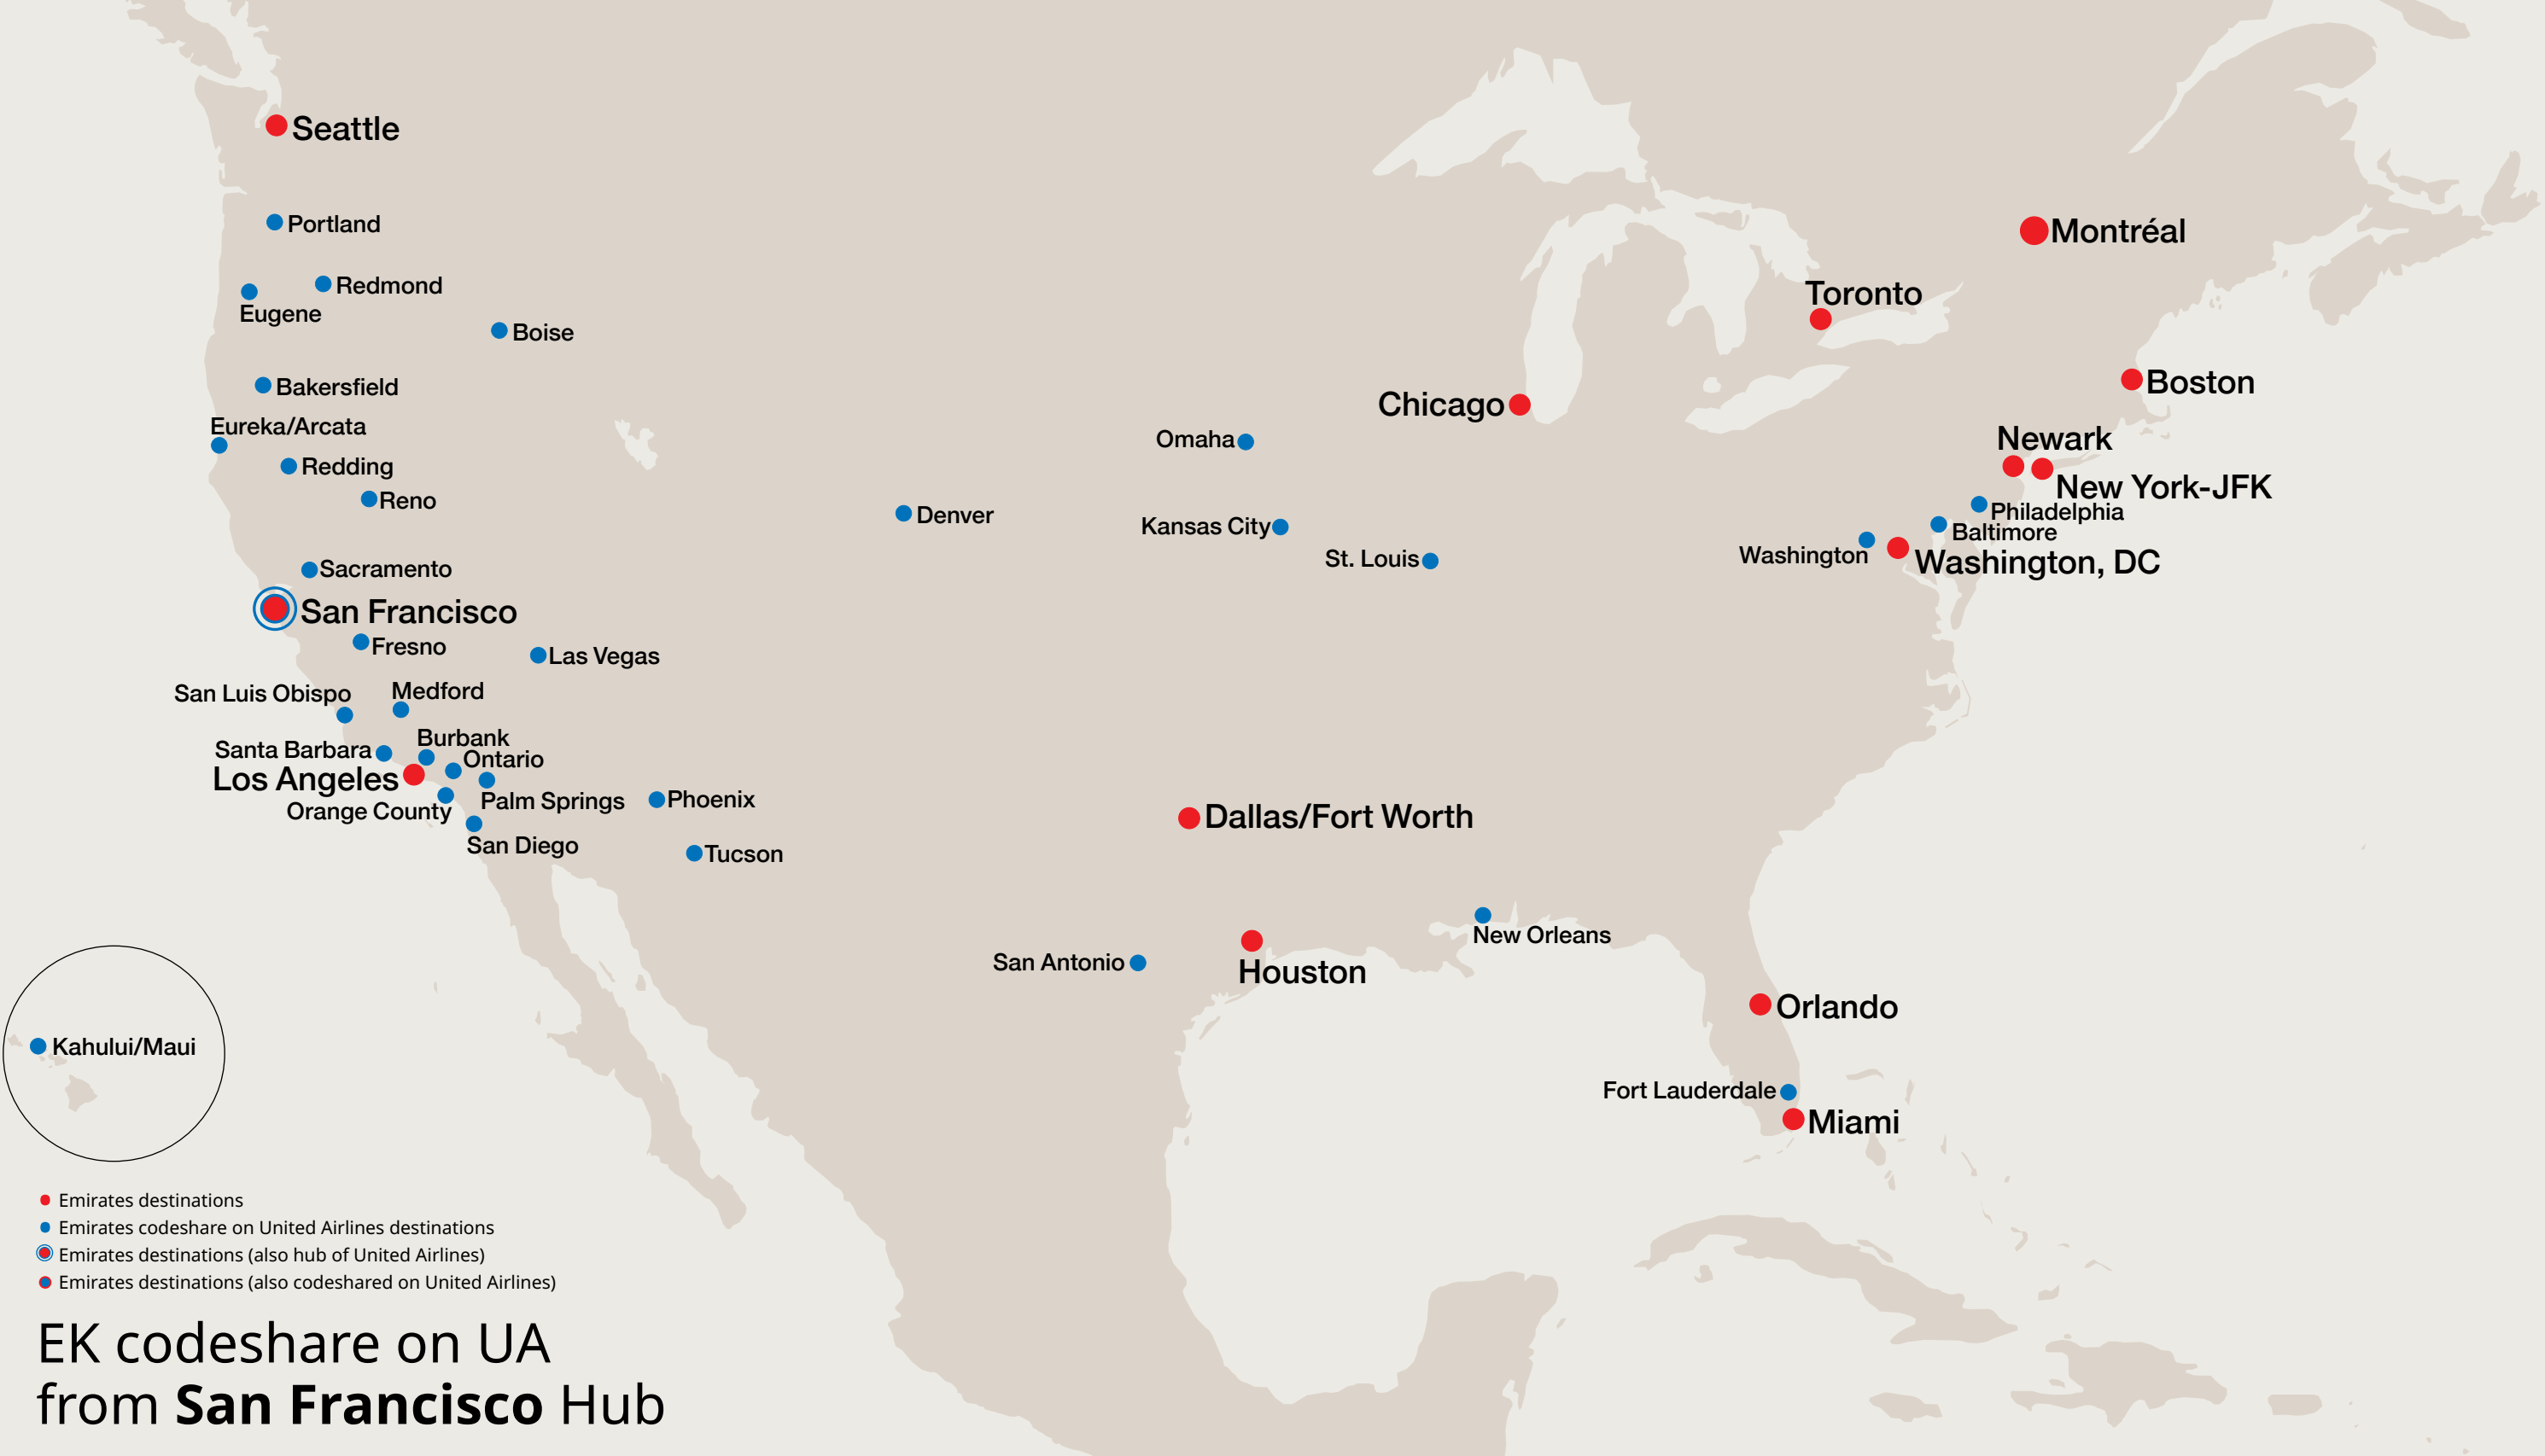 Seattle
Portland
Redmond
Eugene
Boise
Bakersfield
Eureka/Arcata
Redding
Reno
Sacramento
San Francisco
Fresno
Las Vegas
San Luis Obispo
Medford
Burbank
Santa Barbara
Ontario
Los Angeles
Palm Springs
Orange County
Phoenix
San Diego
Tucson
Denver
Omaha
Kansas City
St. Louis
Chicago
Toronto
Montréal
Boston
Newark
New York-JFK
Philadelphia
Baltimore
Washington
Washington, DC
Dallas/Fort Worth
New Orleans
San Antonio
Houston
Orlando
Fort Lauderdale
Miami
Kahului/Maui
Emirates destinations
Emirates codeshare on United Airlines destinations
Emirates destinations (also hub of United Airlines)
Emirates destinations (also codeshared on United Airlines)
EK codeshare on UA
from San Francisco Hub